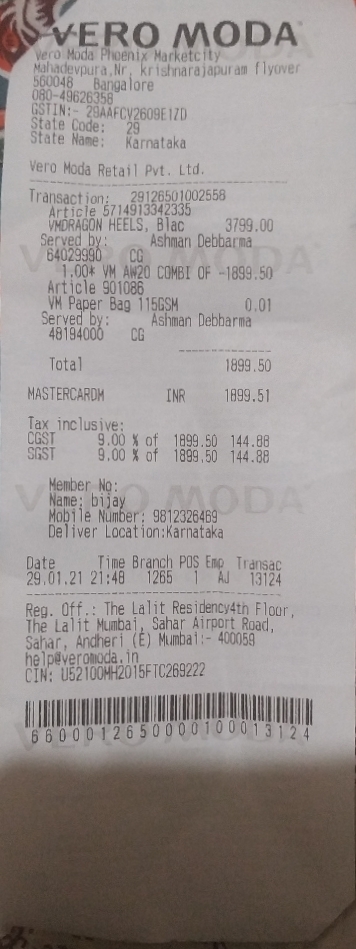 VERO MODA
Vero Moda Phoenix Marketcity
Mahadevpura,Nr, krishnarajapuram flyover
560048 Bangalore
080-49626358
GSTIN:- 29AAFCV2609E1ZD
State Code: 29
State Name: Karnataka
Vero Moda Retail Pvt. Ltd.
Transaction: 29126501002558
Article 5714913342335
VMDRAGON HEELS, Blac 3799.00
Served by: Ashman Debbarma
64029990 CG
1.00* VM AW20 COMBI OF -1899.50
Article 901086
VM Paper Bag 115GSM 0.01
Served by: Ashman Debbarma
48194000 CG
Total 1899.50
MASTERCARDM INR 1899.51
Tax inclusive:
CGST 9.00 % of 1899.50 144.88
SGST 9.00 % of 1899.50 144.88
Member No:
Name: bijay
Mobile Number: 9812326469
Deliver Location:Karnataka
Date Time Branch POS Emp Transac
29.01.21 21:48 1265 1 AJ 13124
Reg. Off.: The Lalit Residency4th Floor,
The Lalit Mumbai, Sahar Airport Road,
Sahar, Andheri (E) Mumbai:- 400059
help@veromoda.in
CIN: U52100MH2015FTC269222
6600012650000100013124